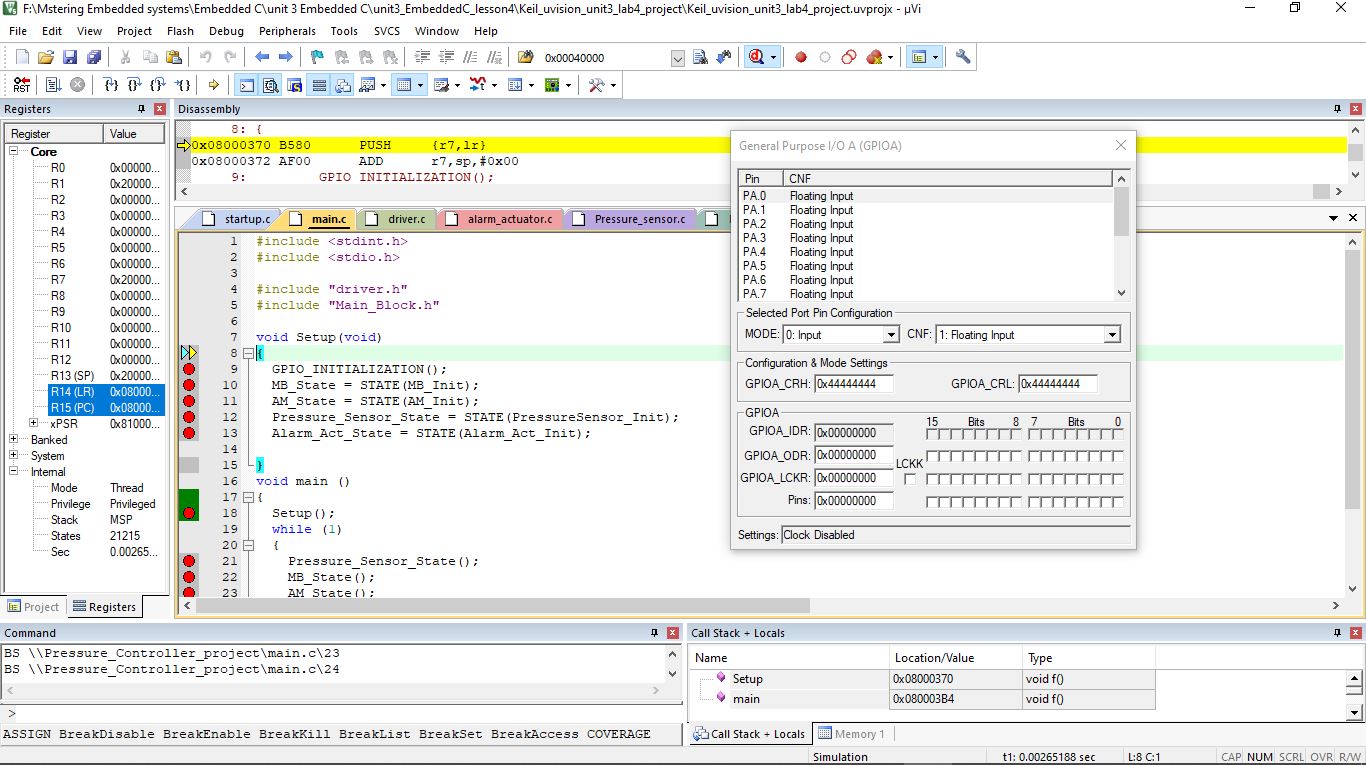 F:\Mstering Embedded systems\Embedded C\unit 3 Embedded C\unit3_EmbeddedC_lesson4\Keil_uvision_unit3_lab4_project\Keil_uvision_unit3_lab4_project.uvprojx - µVi
File Edit View Project Flash Debug Peripherals Tools SVCS Window Help
0x00040000
RST
Registers
Register Value
Core
R0 0x00000...
R1 0x20000...
R2 0x00000...
R3 0x00000...
R4 0x00000...
R5 0x00000...
R6 0x00000...
R7 0x20000...
R8 0x00000...
R9 0x00000...
R10 0x00000...
R11 0x00000...
R12 0x00000...
R13 (SP) 0x20000...
R14 (LR) 0x08000...
R15 (PC) 0x08000...
xPSR 0x81000...
Banked
System
Internal
Mode Thread
Privilege Privileged
Stack MSP
States 21215
Sec 0.00265...
Project Registers
Disassembly
8: {
0x08000370 B580 PUSH {r7,lr}
0x08000372 AF00 ADD r7,sp,#0x00
9: GPIO_INITIALIZATION();
startup.c main.c driver.c alarm_actuator.c Pressure_sensor.c
1 #include <stdint.h>
2 #include <stdio.h>
3
4 #include "driver.h"
5 #include "Main_Block.h"
6
7 void Setup(void)
8 {
9 GPIO_INITIALIZATION();
10 MB_State = STATE(MB_Init);
11 AM_State = STATE(AM_Init);
12 Pressure_Sensor_State = STATE(PressureSensor_Init);
13 Alarm_Act_State = STATE(Alarm_Act_Init);
14
15 }
16 void main ()
17 {
18 Setup();
19 while (1)
20 {
21 Pressure_Sensor_State();
22 MB_State();
23 AM_State();
General Purpose I/O A (GPIOA)
Pin CNF
PA.0 Floating Input
PA.1 Floating Input
PA.2 Floating Input
PA.3 Floating Input
PA.4 Floating Input
PA.5 Floating Input
PA.6 Floating Input
PA.7 Floating Input
Selected Port Pin Configuration
MODE: 0: Input CNF: 1: Floating Input
Configuration & Mode Settings
GPIOA_CRH: 0x44444444 GPIOA_CRL: 0x44444444
GPIOA
15 Bits 8 7 Bits 0
GPIOA_IDR: 0x00000000
GPIOA_ODR: 0x00000000
LCKK
GPIOA_LCKR: 0x00000000
Pins: 0x00000000
Settings: Clock Disabled
Command
BS \\Pressure_Controller_project\main.c\23
BS \\Pressure_Controller_project\main.c\24
>
ASSIGN BreakDisable BreakEnable BreakKill BreakList BreakSet BreakAccess COVERAGE
Call Stack + Locals
Name Location/Value Type
Setup 0x08000370 void f()
main 0x080003B4 void f()
Call Stack + Locals Memory 1
Simulation t1: 0.00265188 sec L:8 C:1 CAP NUM SCRL OVR R/W